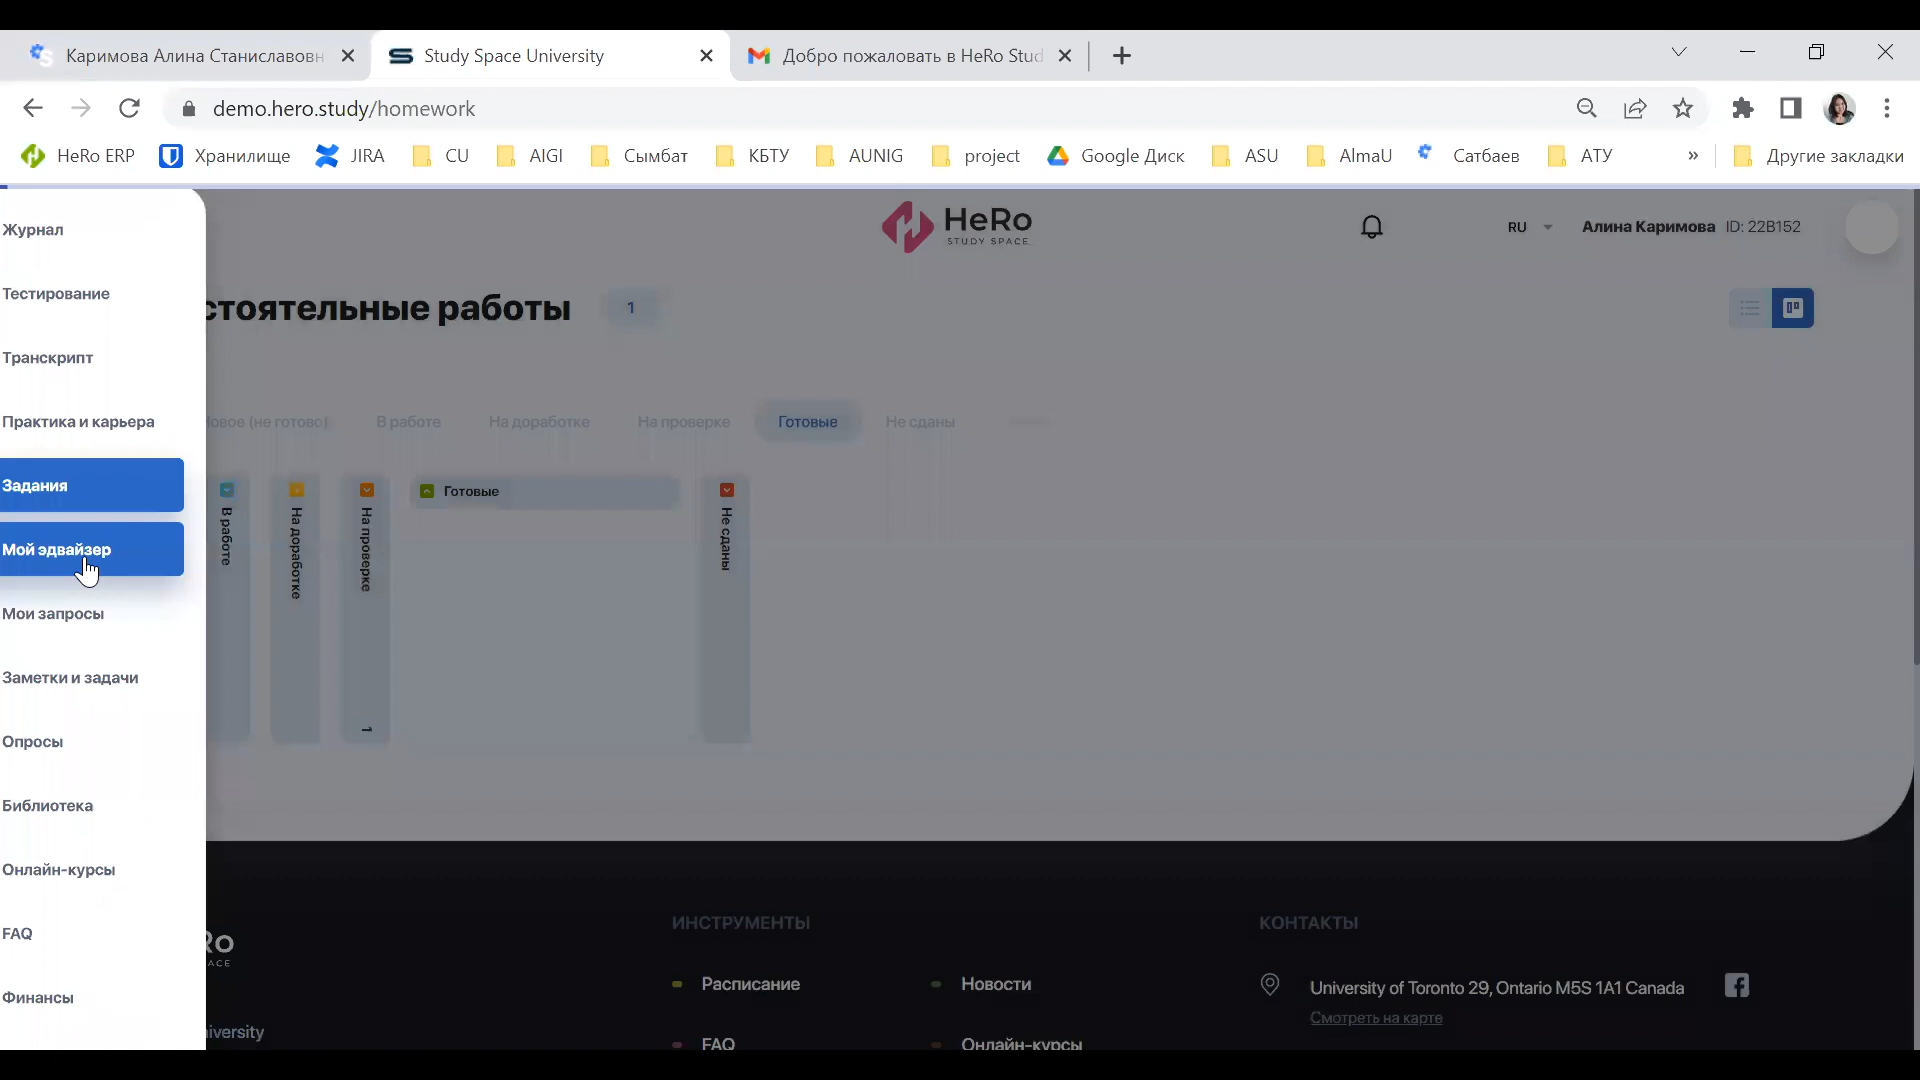 Каримова Алина Станиславовн
Study Space University
Добро пожаловать в HeRo Stud
demo.hero.study/homework
HeRo ERP
Хранилище
JIRA
CU
AIGI
Сымбат
КБТУ
AUNIG
project
Google Диск
ASU
AlmaU
Сатбаев
АТУ
»
Другие закладки
HeRo
STUDY SPACE
RU
Алина Каримова ID: 22B152
стоятельные работы
1
овое (не готово)
В работе
На доработке
На проверке
Готовые
Не сданы
Журнал
Тестирование
Транскрипт
Практика и карьера
Задания
Мой эдвайзер
Мои запросы
Заметки и задачи
Опросы
Библиотека
Онлайн-курсы
FAQ
Финансы
В работе
На доработке
На проверке
1
Готовые
Не сданы
Ro
ACE
iversity
ИНСТРУМЕНТЫ
Расписание
Новости
FAQ
Онлайн-курсы
КОНТАКТЫ
University of Toronto 29, Ontario M5S 1A1 Canada
Смотреть на карте